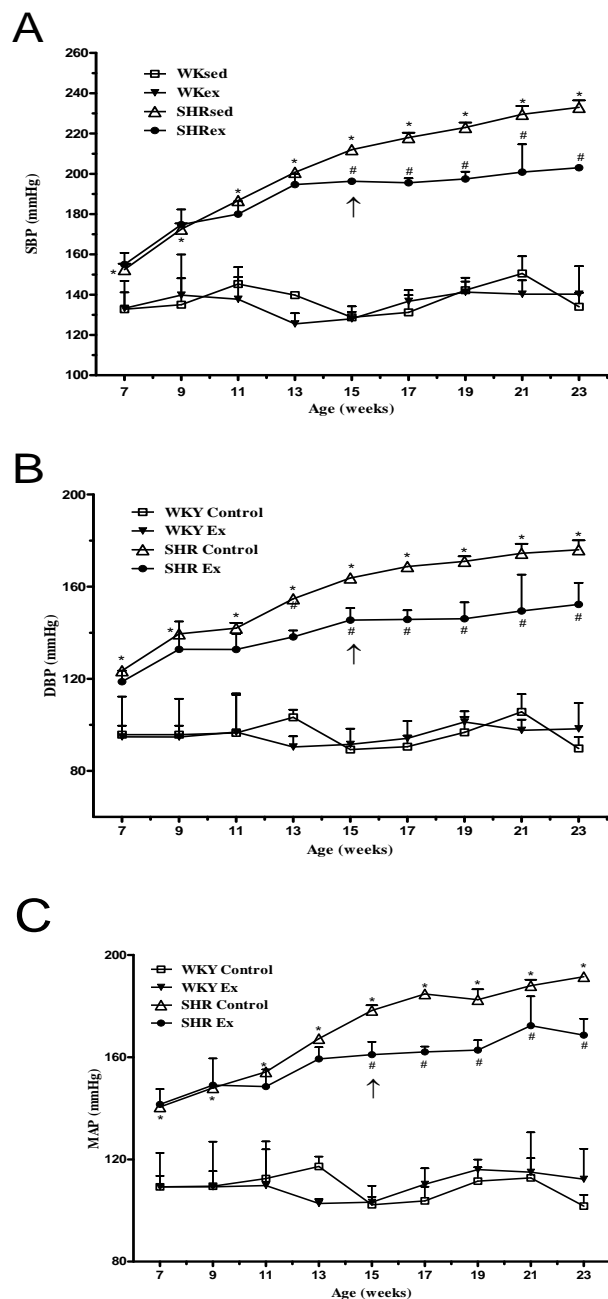 A
WKsed
WKex
SHRsed
SHRex
SBP (mmHg)
260
240
220
200
180
160
140
120
100
* * * * * * * * *
# # # # #
↑
7 9 11 13 15 17 19 21 23
Age (weeks)
B
WKY Control
WKY Ex
SHR Control
SHR Ex
DBP (mmHg)
200
160
120
80
* * * * * * * * *
# # # # # #
↑
7 9 11 13 15 17 19 21 23
Age (weeks)
C
WKY Control
WKY Ex
SHR Control
SHR Ex
MAP (mmHg)
200
160
120
80
* * * * * * * * *
# # # # #
↑
7 9 11 13 15 17 19 21 23
Age (weeks)